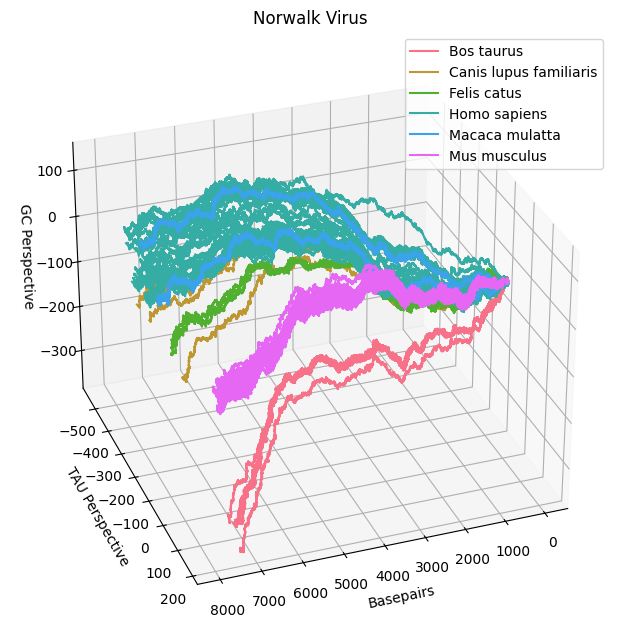 Norwalk Virus
Bos taurus
Canis lupus familiaris
Felis catus
Homo sapiens
Macaca mulatta
Mus musculus
GC Perspective
100
0
−100
−200
−300
TAU Perspective
−500
−400
−300
−200
−100
0
100
200
Basepairs
8000
7000
6000
5000
4000
3000
2000
1000
0